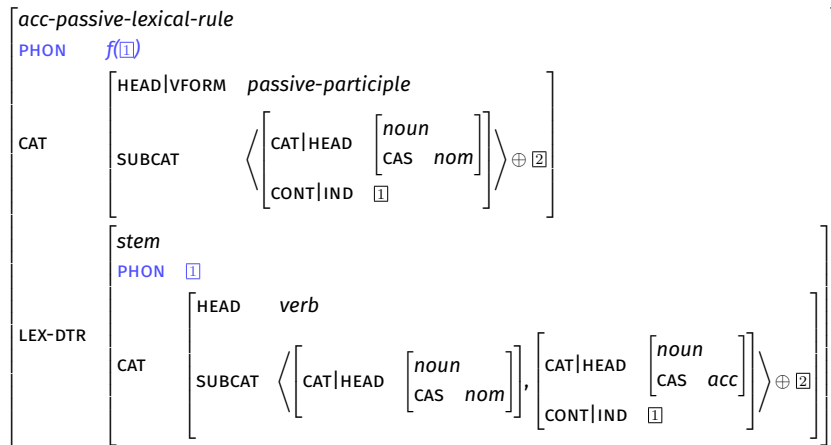 acc-passive-lexical-rule
PHON f(1)
HEAD|VFORM passive-participle
CAT SUBCAT ⟨[CAT|HEAD [noun
CAS nom]
CONT|IND 1]⟩ ⊕ 2
stem
PHON 1
HEAD verb
LEX-DTR CAT SUBCAT ⟨[CAT|HEAD [noun
CAS nom]], [CAT|HEAD [noun
CAS acc]
CONT|IND 1]⟩ ⊕ 2